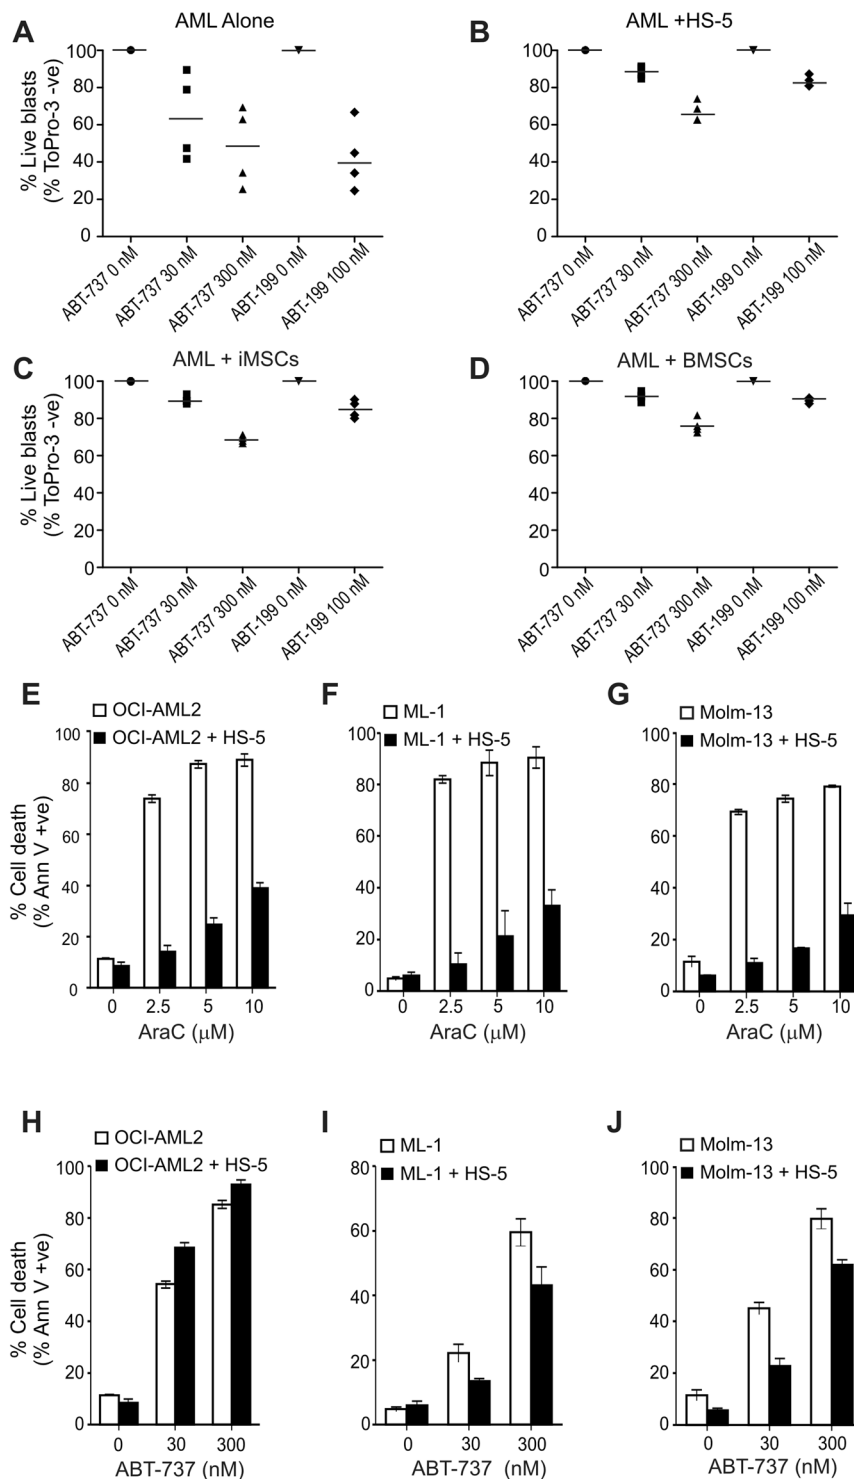 A
AML Alone
% Live blasts
(% ToPro-3 -ve)
100
80
60
40
20
0
ABT-737 0 nM
ABT-737 30 nM
ABT-737 300 nM
ABT-199 0 nM
ABT-199 100 nM
B
AML +HS-5
100
80
60
40
20
0
ABT-737 0 nM
ABT-737 30 nM
ABT-737 300 nM
ABT-199 0 nM
ABT-199 100 nM
C
AML + iMSCs
% Live blasts
(% ToPro-3 -ve)
100
80
60
40
20
0
ABT-737 0 nM
ABT-737 30 nM
ABT-737 300 nM
ABT-199 0 nM
ABT-199 100 nM
D
AML + BMSCs
100
80
60
40
20
0
ABT-737 0 nM
ABT-737 30 nM
ABT-737 300 nM
ABT-199 0 nM
ABT-199 100 nM
E
OCI-AML2
OCI-AML2 + HS-5
% Cell death
(% Ann V +ve)
100
80
60
40
20
0
0 2.5 5 10
AraC (μM)
F
ML-1
ML-1 + HS-5
100
80
60
40
20
0
0 2.5 5 10
AraC (μM)
G
Molm-13
Molm-13 + HS-5
100
80
60
40
20
0
0 2.5 5 10
AraC (μM)
H
OCI-AML2
OCI-AML2 + HS-5
% Cell death
(% Ann V +ve)
100
80
60
40
20
0
0 30 300
ABT-737 (nM)
I
ML-1
ML-1 + HS-5
80
60
40
20
0
0 30 300
ABT-737 (nM)
J
Molm-13
Molm-13 + HS-5
100
80
60
40
20
0
0 30 300
ABT-737 (nM)